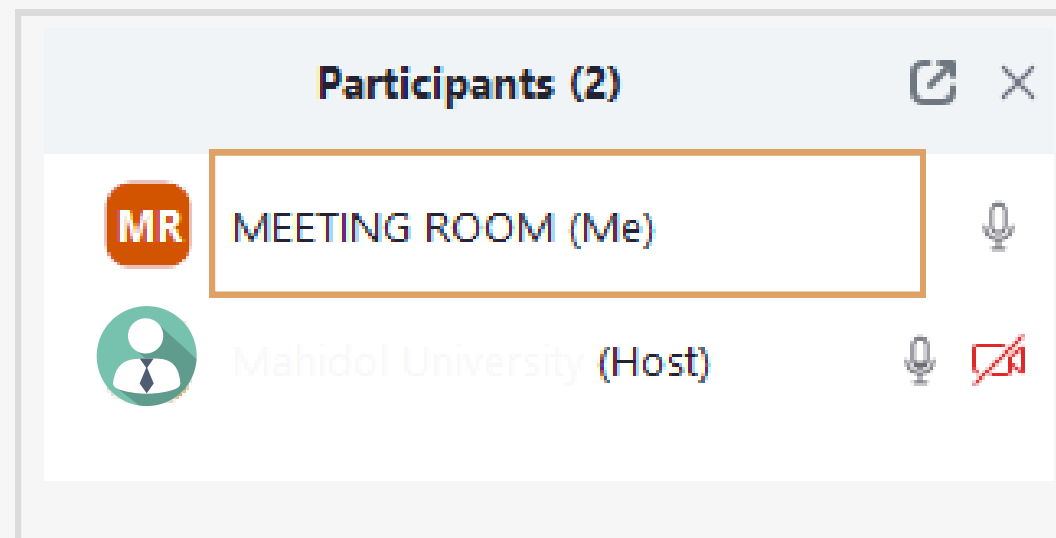 Participants (2)
MR MEETING ROOM (Me)
Mahidol University (Host)